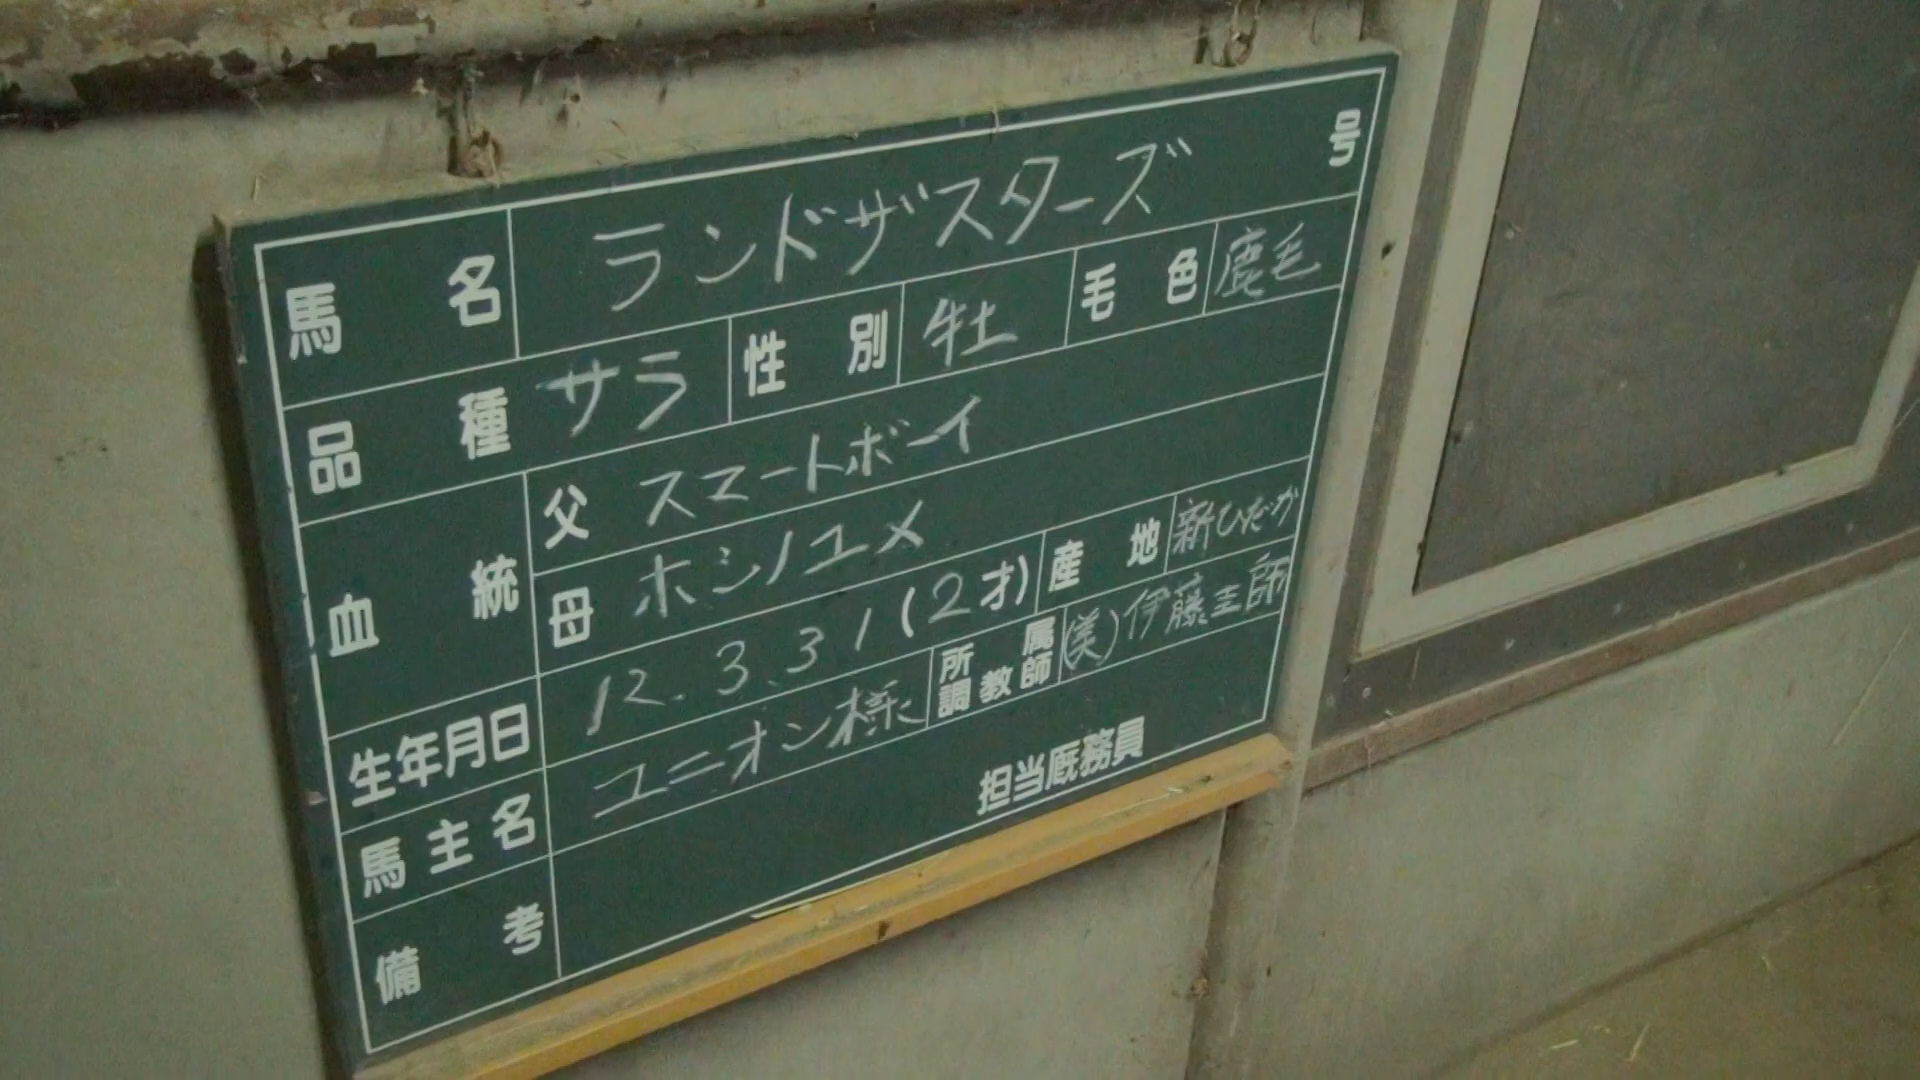 馬名 ランドザスターズ 号
品種 サラ 性別 牡 毛色 鹿毛
血統 父 スマートボーイ
母 ホシノユメ
生年月日 12.3.31(2才) 産地 新ひだか
馬主名 ユニオン様 所属調教師 (美)伊藤圭師
備考 担当厩務員